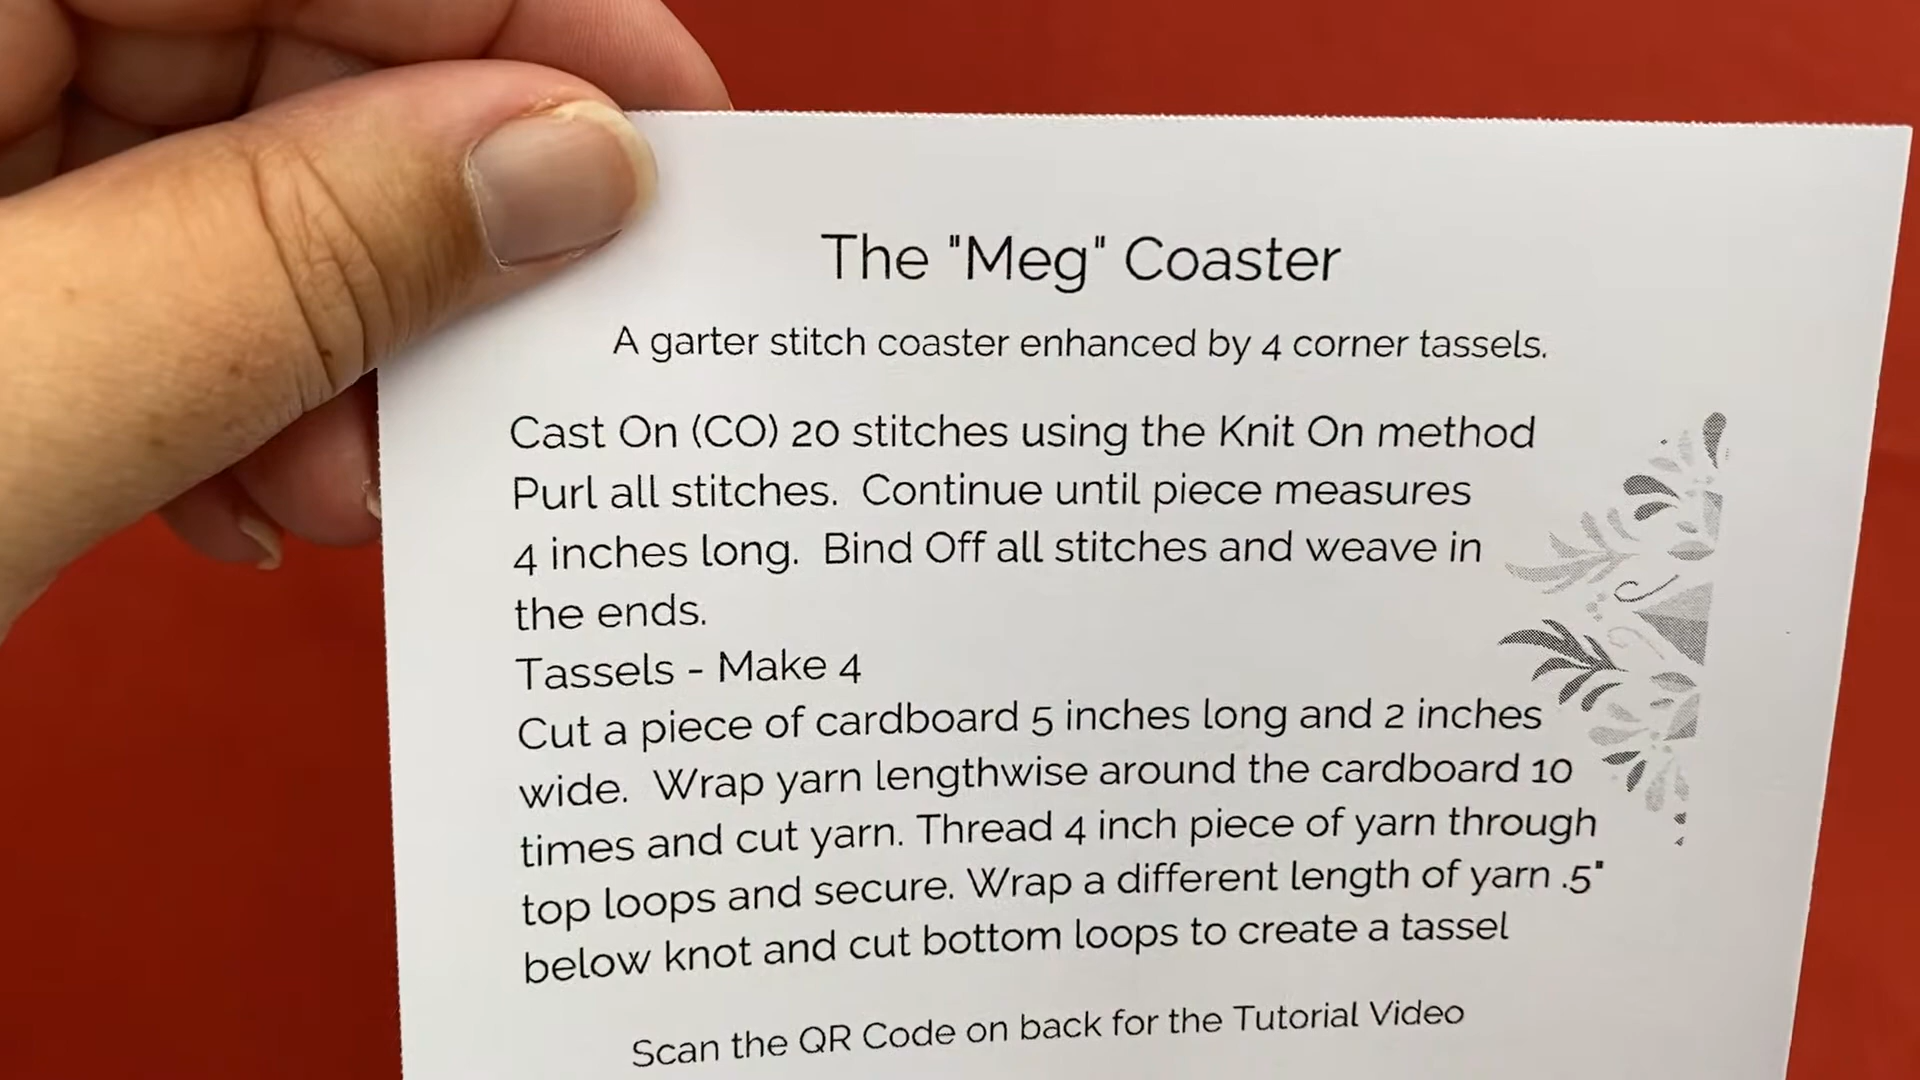 The "Meg" Coaster
A garter stitch coaster enhanced by 4 corner tassels.
Cast On (CO) 20 stitches using the Knit On method
Purl all stitches.  Continue until piece measures
4 inches long.  Bind Off all stitches and weave in
the ends.
Tassels - Make 4
Cut a piece of cardboard 5 inches long and 2 inches
wide.  Wrap yarn lengthwise around the cardboard 10
times and cut yarn. Thread 4 inch piece of yarn through
top loops and secure. Wrap a different length of yarn .5"
below knot and cut bottom loops to create a tassel
Scan the QR Code on back for the Tutorial Video